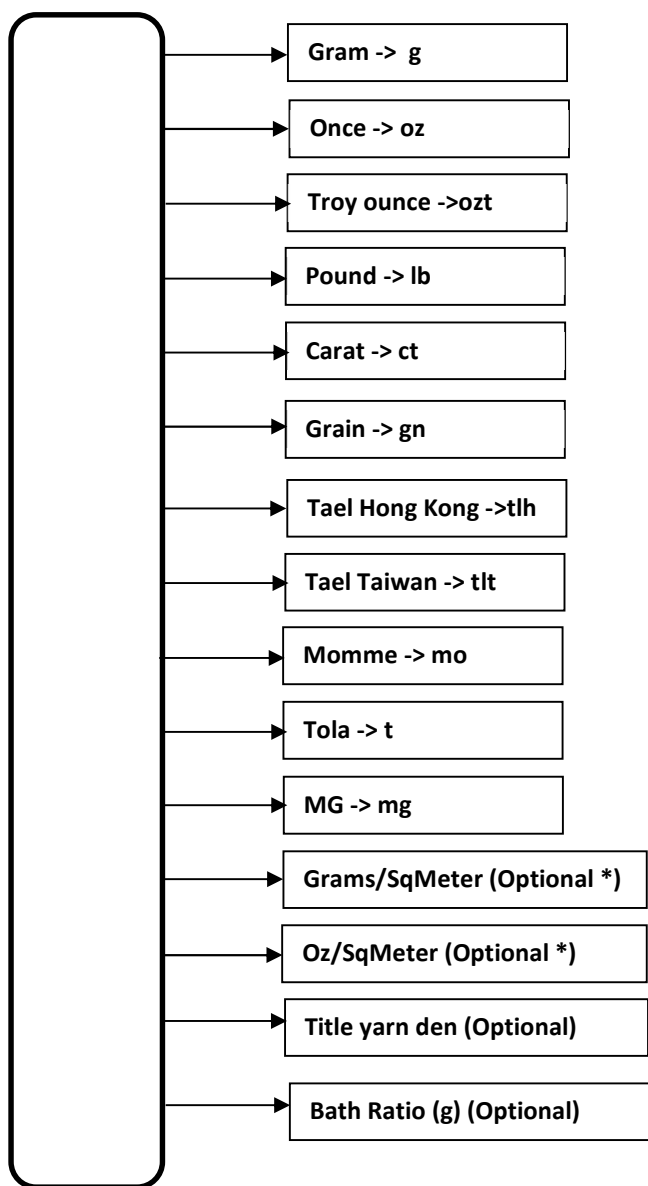 Gram -> g
Once -> oz
Troy ounce ->ozt
Pound -> lb
Carat -> ct
Grain -> gn
Tael Hong Kong ->tlh
Tael Taiwan -> tlt
Momme -> mo
Tola -> t
MG -> mg
Grams/SqMeter (Optional *)
Oz/SqMeter (Optional *)
Title yarn den (Optional)
Bath Ratio (g) (Optional)